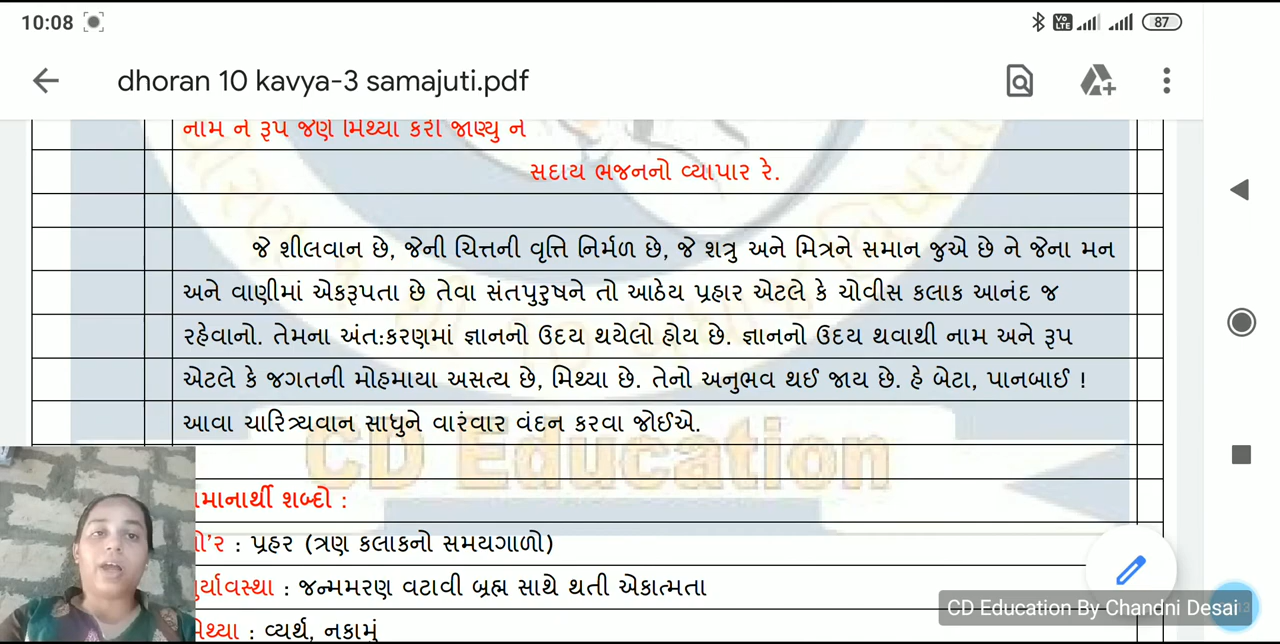 10:08
87
dhoran 10 kavya-3 samajuti.pdf
નામ ને રૂપ જેણે મિથ્યા કરી જાણ્યું ને
સદાય ભજનનો વ્યાપાર રે.
જે શીલવાન છે, જેની ચિત્તની વૃત્તિ નિર્મળ છે, જે શત્રુ અને મિત્રને સમાન જુએ છે ને જેના મન
અને વાણીમાં એકરૂપતા છે તેવા સંતપુરુષને તો આઠેય પ્રહાર એટલે કે ચોવીસ કલાક આનંદ જ
રહેવાનો. તેમના અંત:કરણમાં જ્ઞાનનો ઉદય થયેલો હોય છે. જ્ઞાનનો ઉદય થવાથી નામ અને રૂપ
એટલે કે જગતની મોહમાયા અસત્ય છે, મિથ્યા છે. તેનો અનુભવ થઈ જાય છે. હે બેટા, પાનબાઈ !
આવા ચારિત્ર્યવાન સાધુને વારંવાર વંદન કરવા જોઈએ.
CD Education
માનાર્થી શબ્દો :
: પ્રહર (ત્રણ કલાકનો સમયગાળો)
ર્યાવસ્થા : જન્મમરણ વટાવી બ્રહ્મ સાથે થતી એકાત્મતા
થ્યા : વ્યર્થ, નકામું
CD Education By Chandni Desai